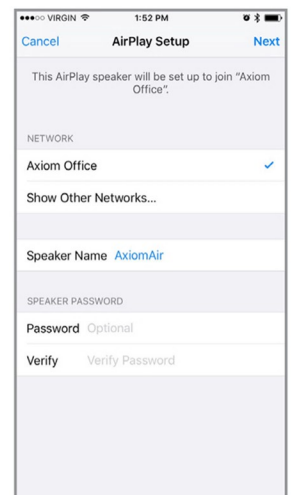 VIRGIN 1:52 PM
Cancel AirPlay Setup Next
This AirPlay speaker will be set up to join "Axiom
Office".
NETWORK
Axiom Office
Show Other Networks...
Speaker Name AxiomAir
SPEAKER PASSWORD
Password Optional
Verify Verify Password